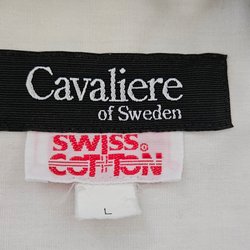 Cavaliere
of Sweden
SWISS®
COTTON
L